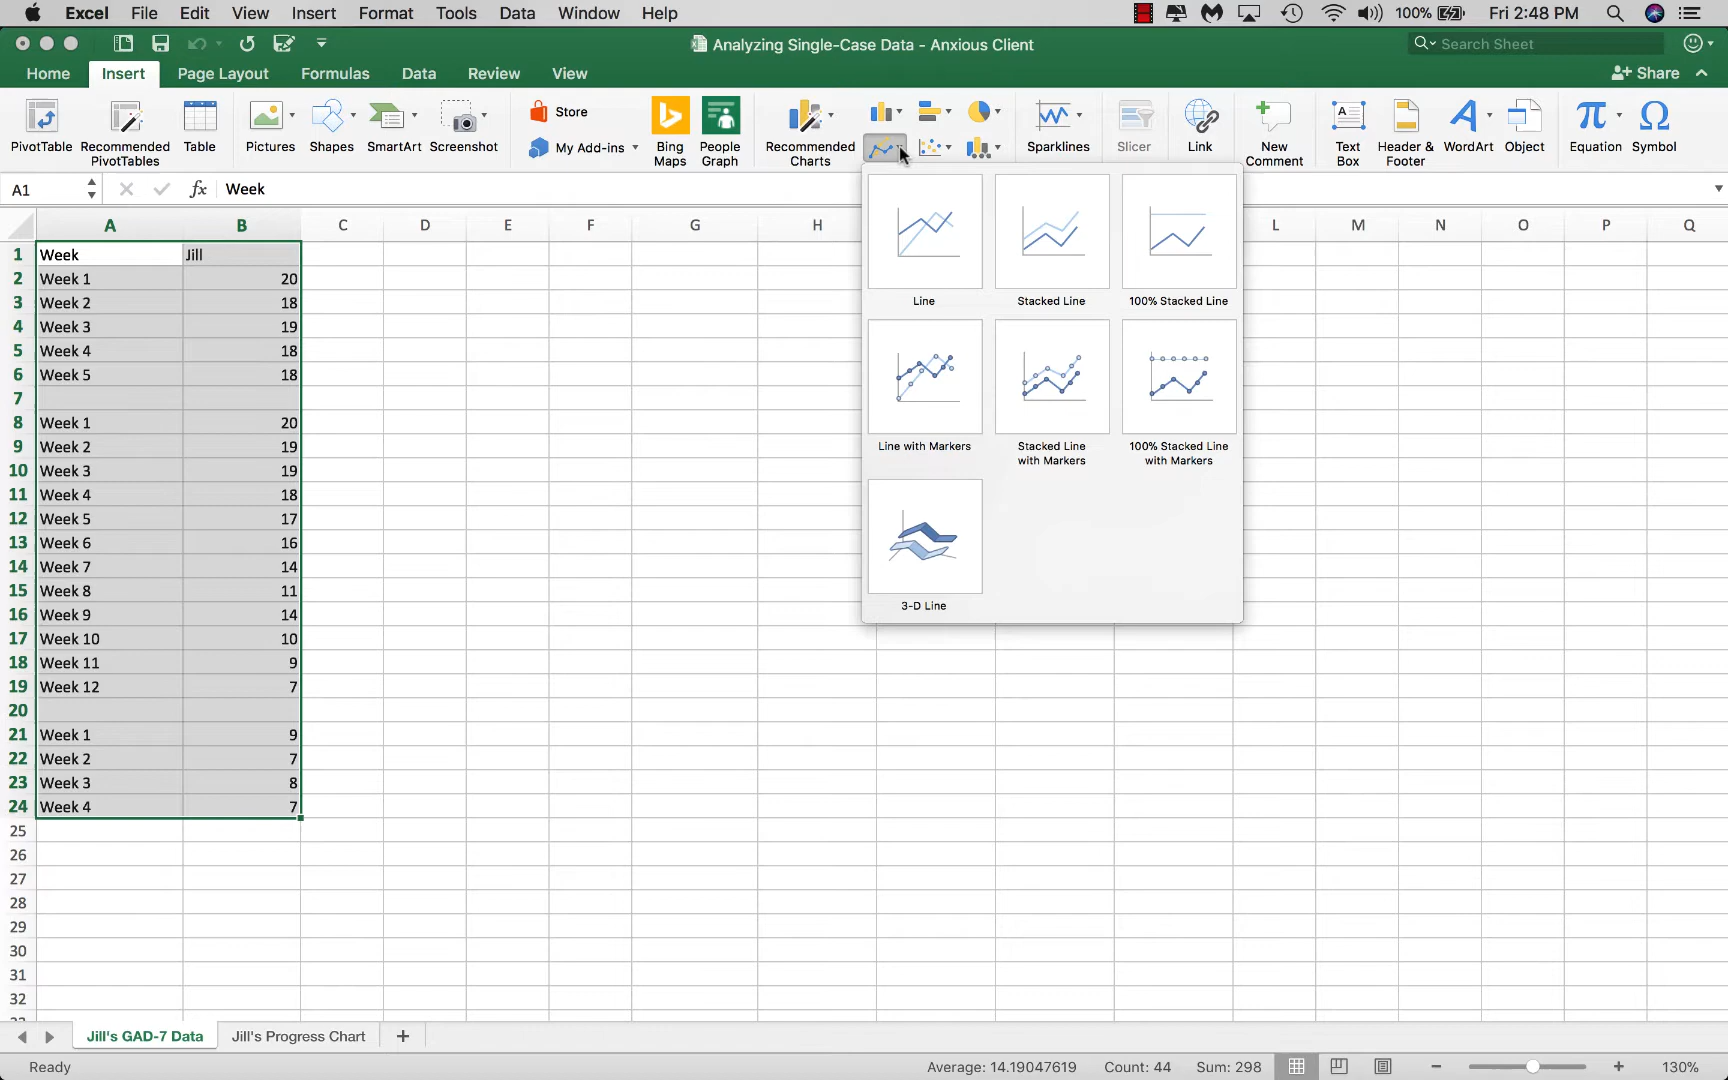 Excel File Edit View Insert Format Tools Data Window Help 100% Fri 2:48 PM
Analyzing Single-Case Data - Anxious Client
Search Sheet
Home Insert Page Layout Formulas Data Review View Share
PivotTable
Recommended
PivotTables
Table
Pictures
Shapes
SmartArt
Screenshot
Store
My Add-ins
Bing
Maps
People
Graph
Recommended
Charts
Sparklines
Slicer
Link
New
Comment
Text
Box
Header &
Footer
WordArt
Object
Equation
Symbol
A1 fx Week
A B C D E F G H L M N O P Q
1 Week Jill
2 Week 1 20
3 Week 2 18
4 Week 3 19
5 Week 4 18
6 Week 5 18
7
8 Week 1 20
9 Week 2 19
10 Week 3 19
11 Week 4 18
12 Week 5 17
13 Week 6 16
14 Week 7 14
15 Week 8 11
16 Week 9 14
17 Week 10 10
18 Week 11 9
19 Week 12 7
20
21 Week 1 9
22 Week 2 7
23 Week 3 8
24 Week 4 7
25
26
27
28
29
30
31
32
Line
Stacked Line
100% Stacked Line
Line with Markers
Stacked Line
with Markers
100% Stacked Line
with Markers
3-D Line
Jill's GAD-7 Data Jill's Progress Chart +
Ready Average: 14.19047619 Count: 44 Sum: 298 130%